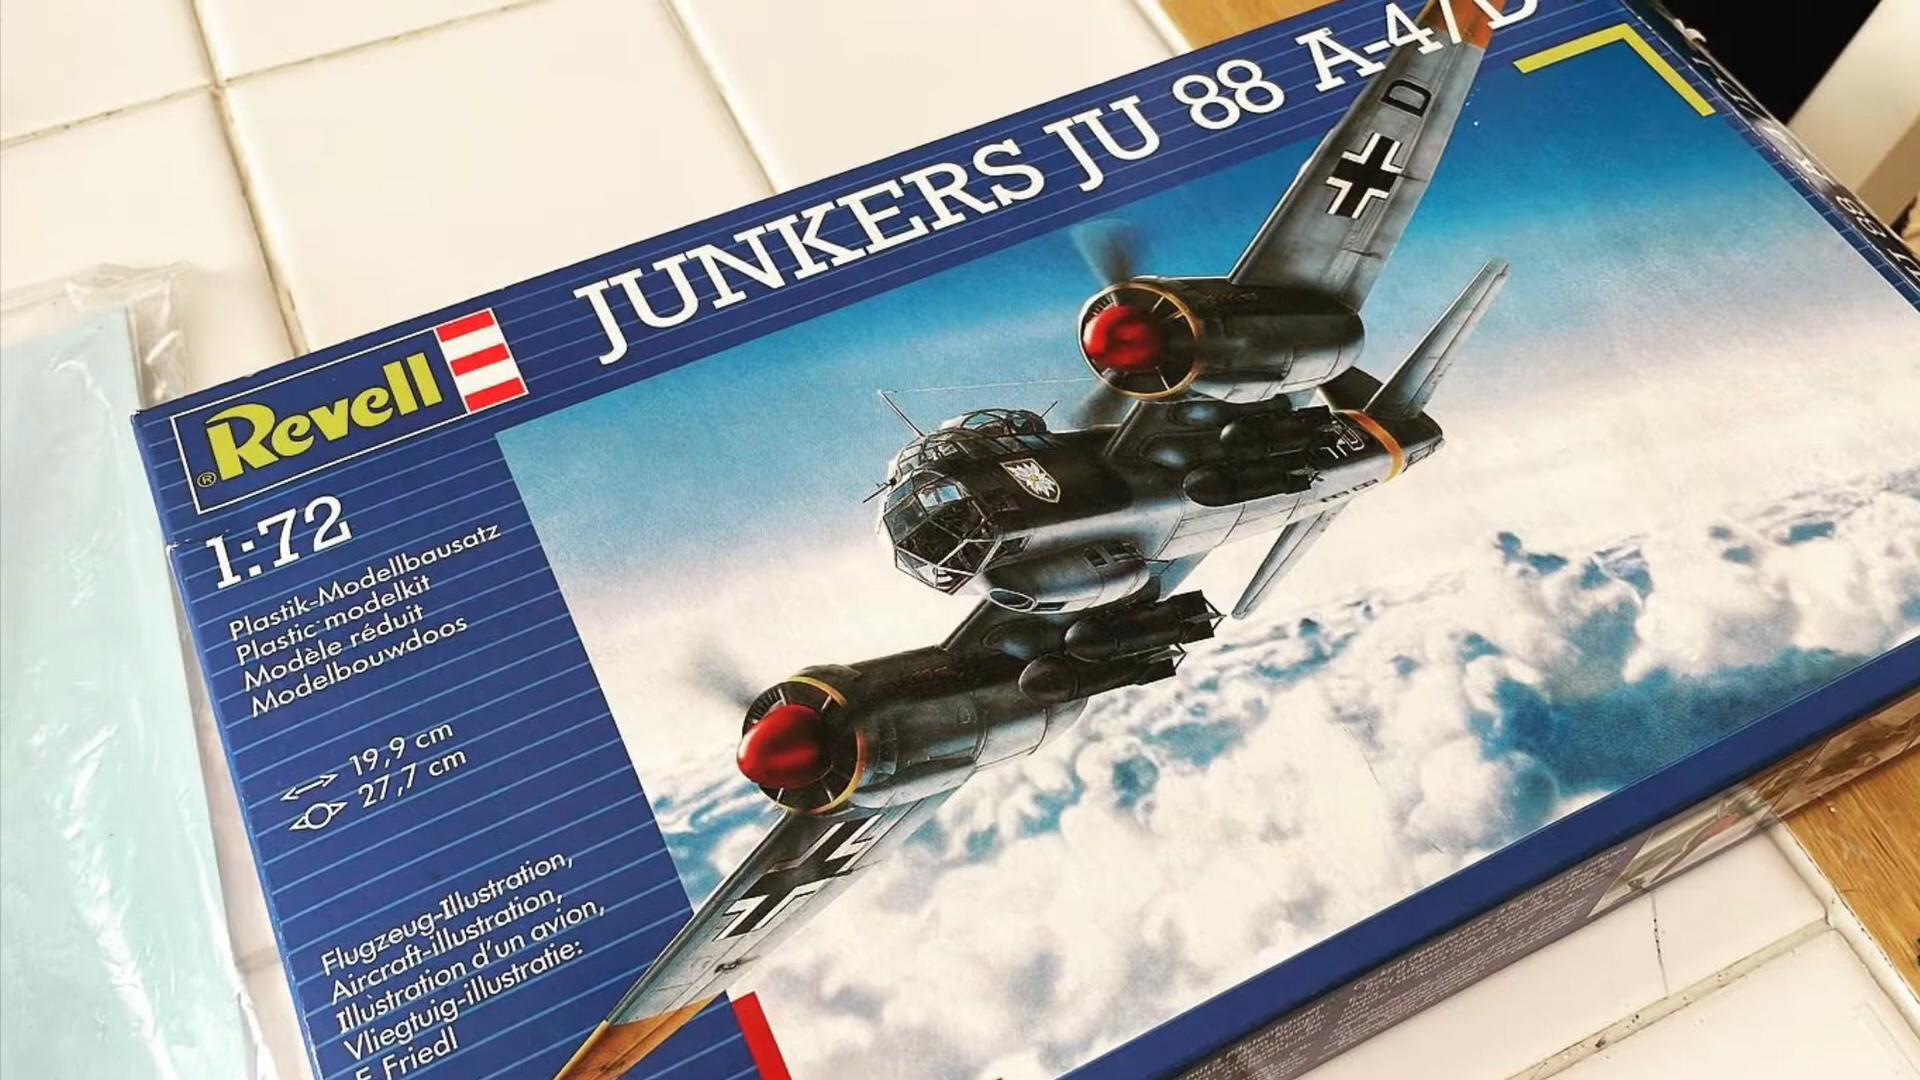 JUNKERS JU 88 A-4/D
Revell
®
1:72
Plastik-Modellbausatz
Plastic modelkit
Modèle réduit
Modelbouwdoos
19,9 cm
27,7 cm
Flugzeug-Illustration,
Aircraft-illustration,
Illustration d'un avion,
Vliegtuig-illustratie:
F. Friedl
D